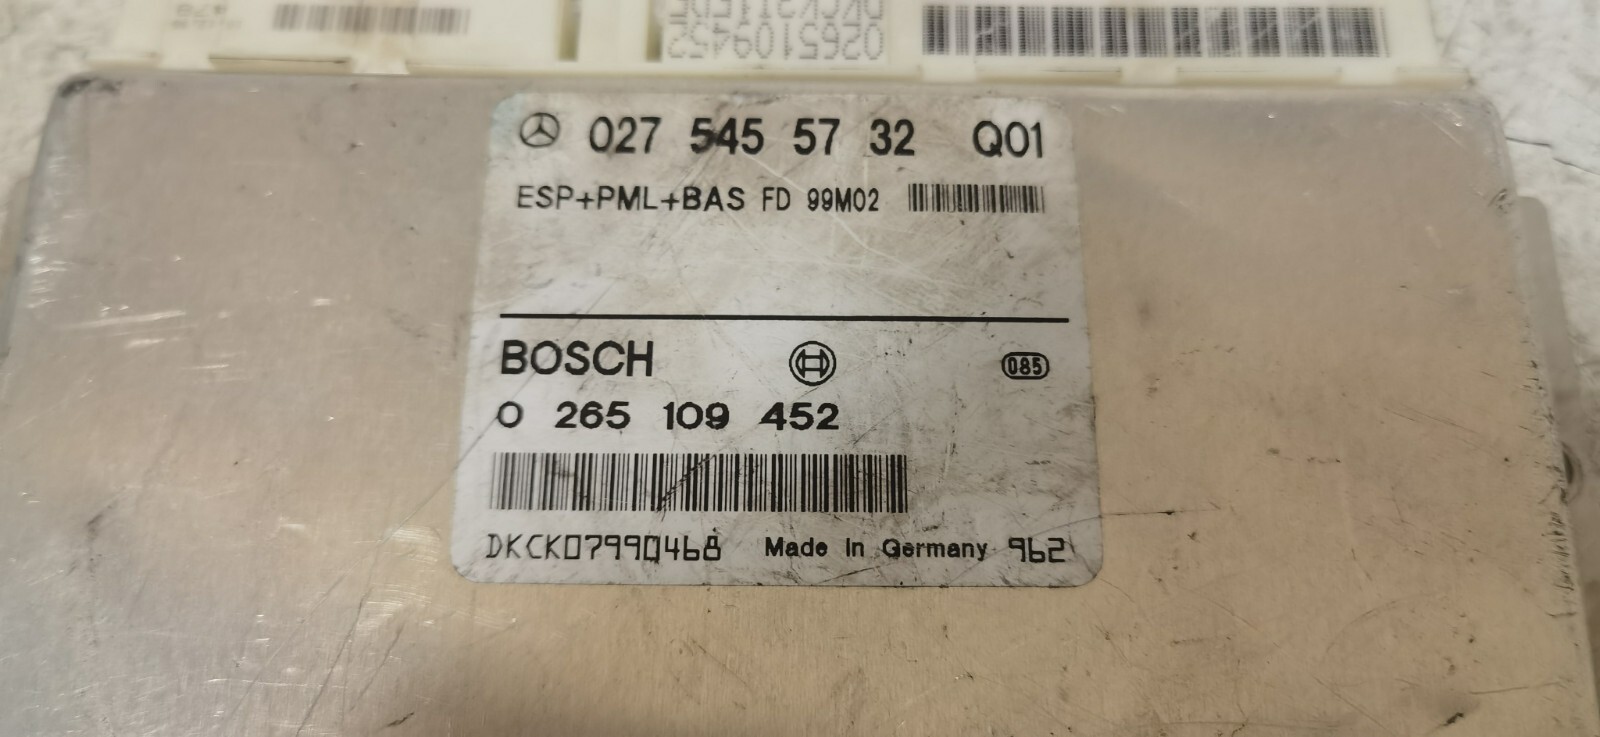 0265109452
027 545 57 32 Q01
ESP+PML+BAS FD 99M02
BOSCH
085
0 265 109 452
DKCK07990468 Made In Germany 962